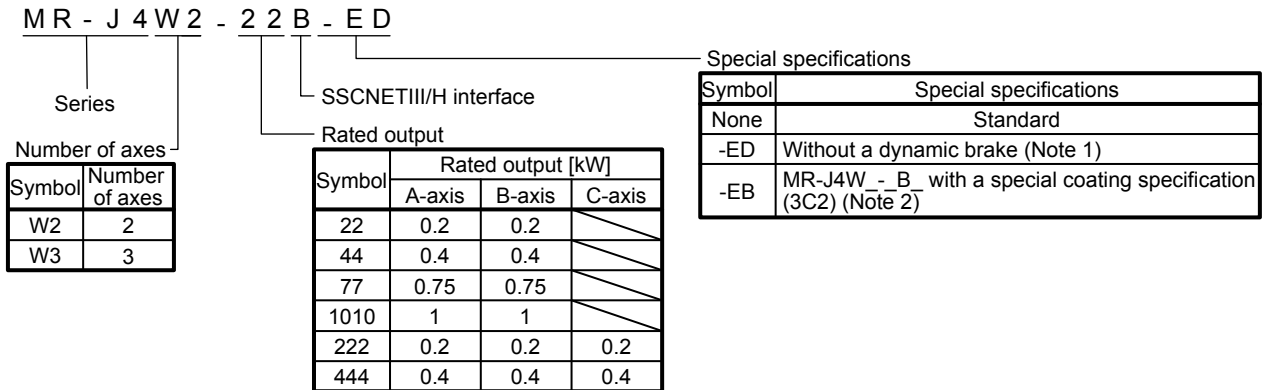 MR-J4W2-22B-ED
Special specifications
Symbol Special specifications
None Standard
-ED Without a dynamic brake (Note 1)
-EB MR-J4W_-_B_ with a special coating specification
(3C2) (Note 2)
Series
SSCNETIII/H interface
Rated output
Symbol Rated output [kW]
A-axis B-axis C-axis
22 0.2 0.2
44 0.4 0.4
77 0.75 0.75
1010 1 1
222 0.2 0.2 0.2
444 0.4 0.4 0.4
Number of axes
Symbol Number
of axes
W2 2
W3 3